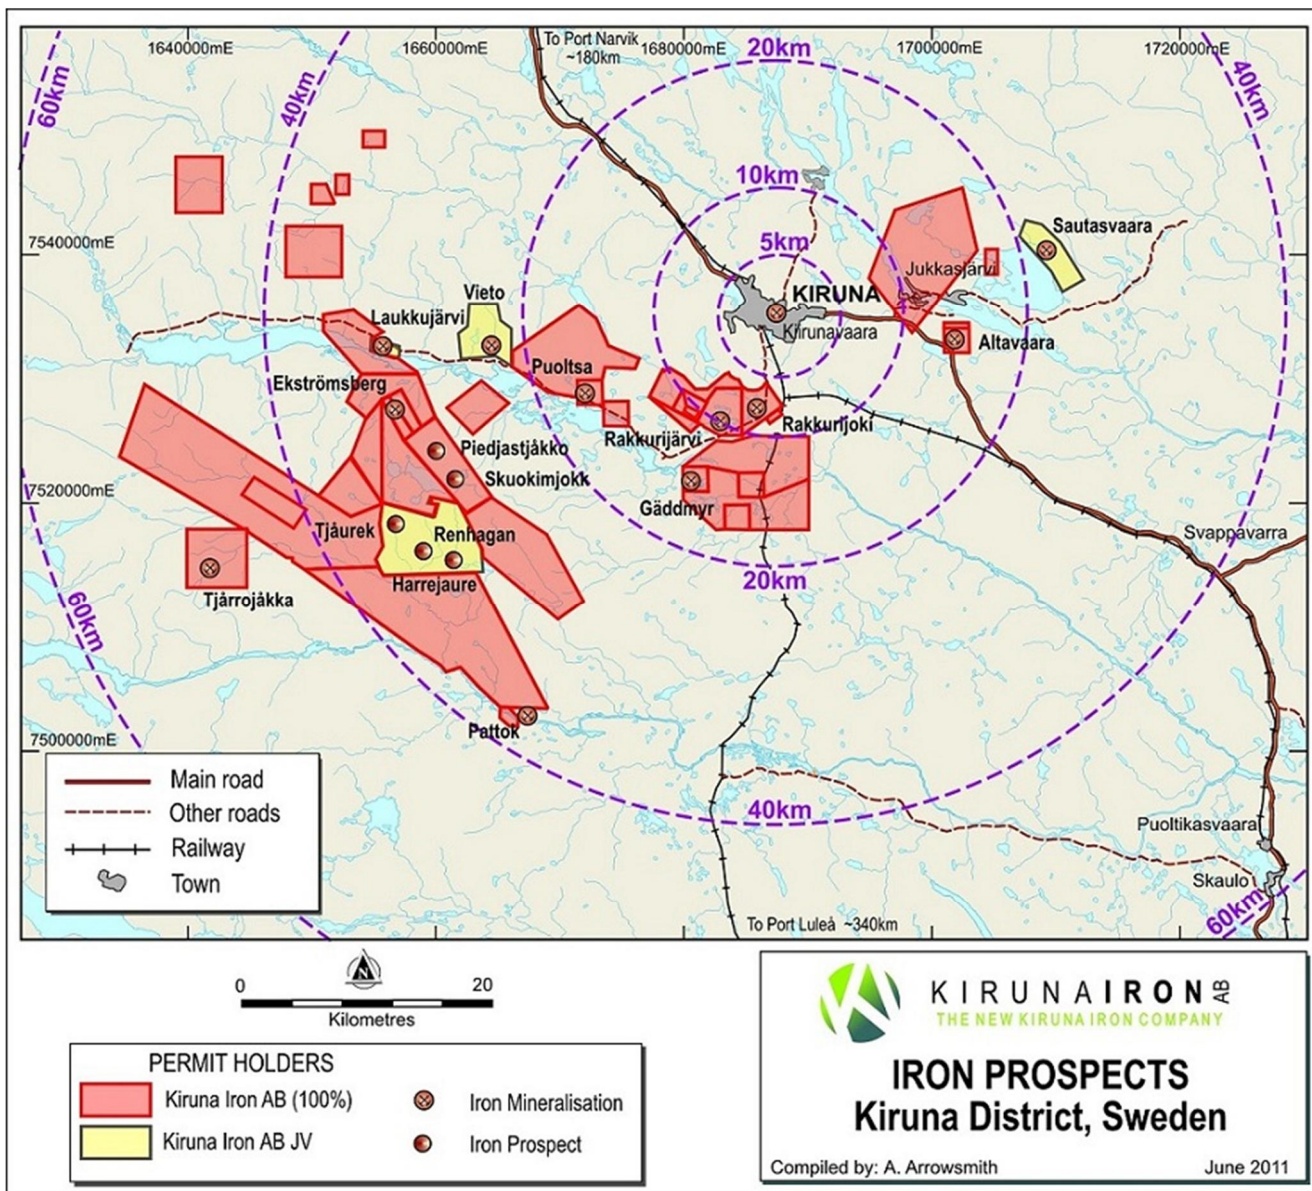 1640000mE
1660000mE
To Port Narvik
~180km
1680000mE
20km
1700000mE
1720000mE
60km
40km
40km
10km
7540000mE
5km
Sautasvaara
Jukkasjärvi
Vieto
KIRUNA
Kiirunavaara
Laukkujärvi
Altavaara
Puoltsa
Ekströmsberg
Rakkurijärvi
Rakkurijoki
Piedjastjåkko
Skuokimjokk
7520000mE
Gäddmyr
Tjåurek
Renhagan
Svappavarra
Harrejaure
20km
Tjårrojåkka
60km
Pattok
7500000mE
40km
Puoltikasvaara
Skaulo
60km
To Port Luleå ~340km
Main road
Other roads
Railway
Town
0
N
20
Kilometres
PERMIT HOLDERS
Kiruna Iron AB (100%)
Iron Mineralisation
Kiruna Iron AB JV
Iron Prospect
KIRUNAIRON AB
THE NEW KIRUNA IRON COMPANY
IRON PROSPECTS
Kiruna District, Sweden
Compiled by: A. Arrowsmith
June 2011